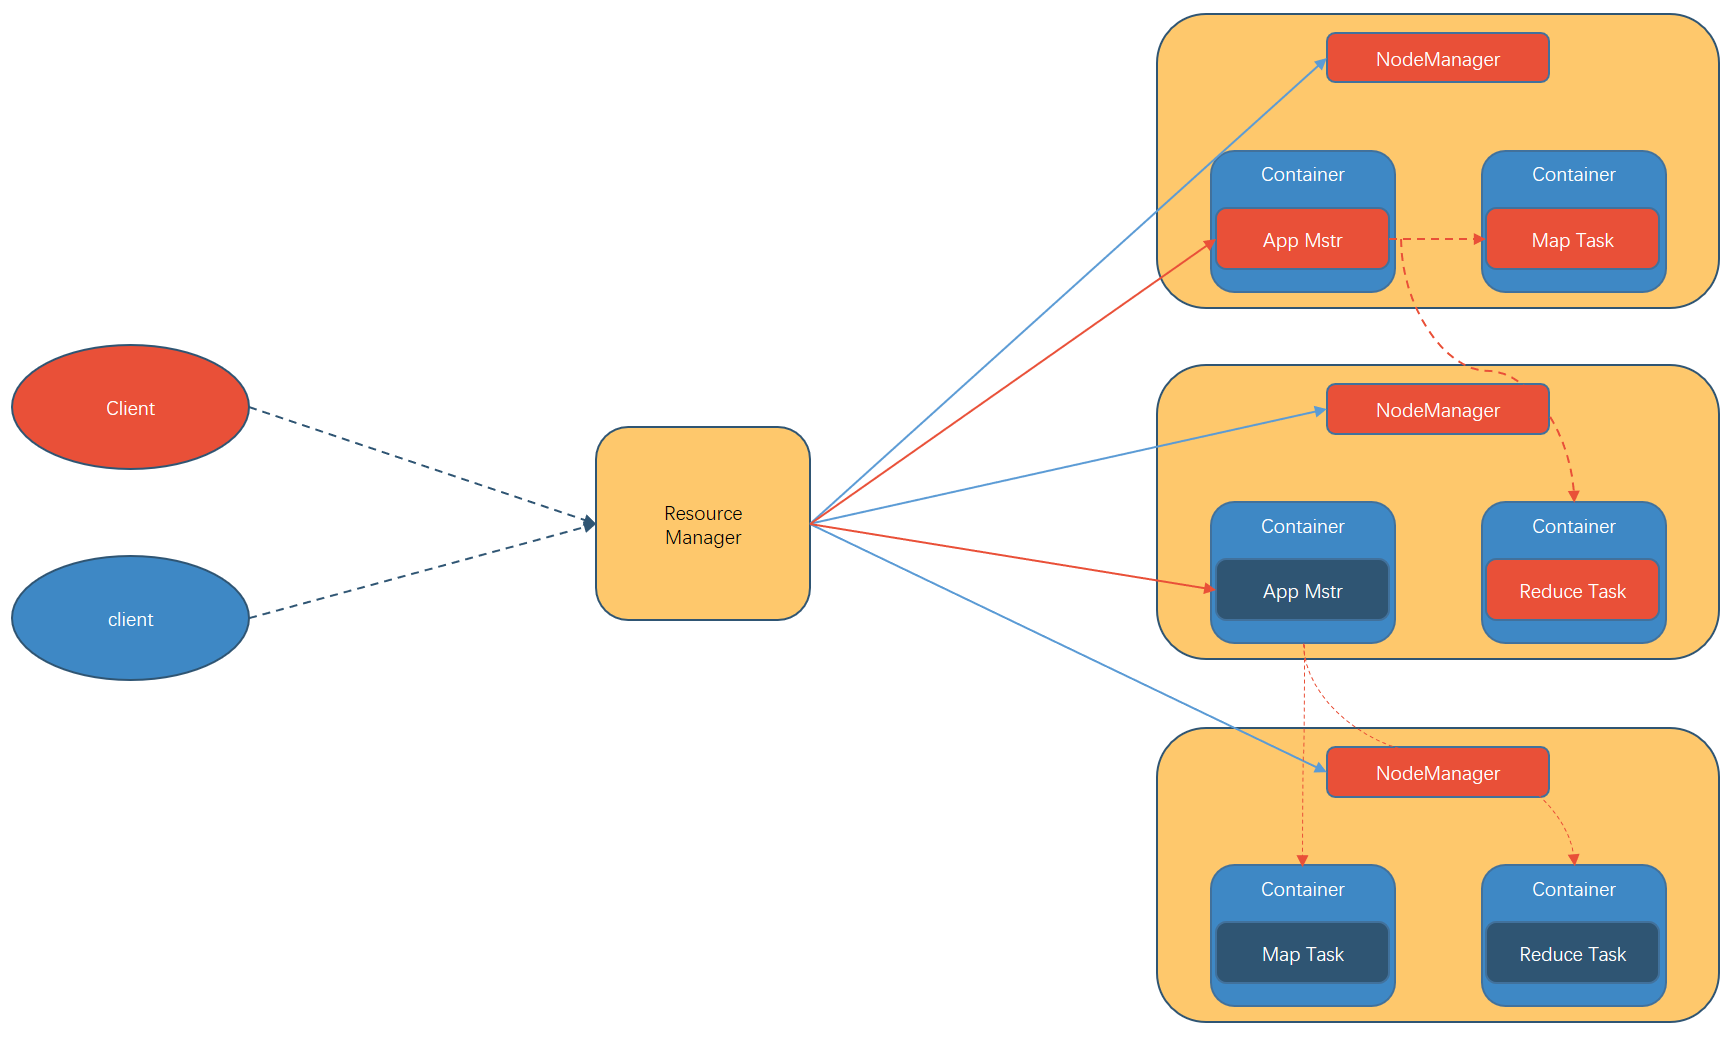 Client
client
Resource
Manager
NodeManager
Container
Container
App Mstr
Map Task
NodeManager
Container
Container
App Mstr
Reduce Task
NodeManager
Container
Container
Map Task
Reduce Task